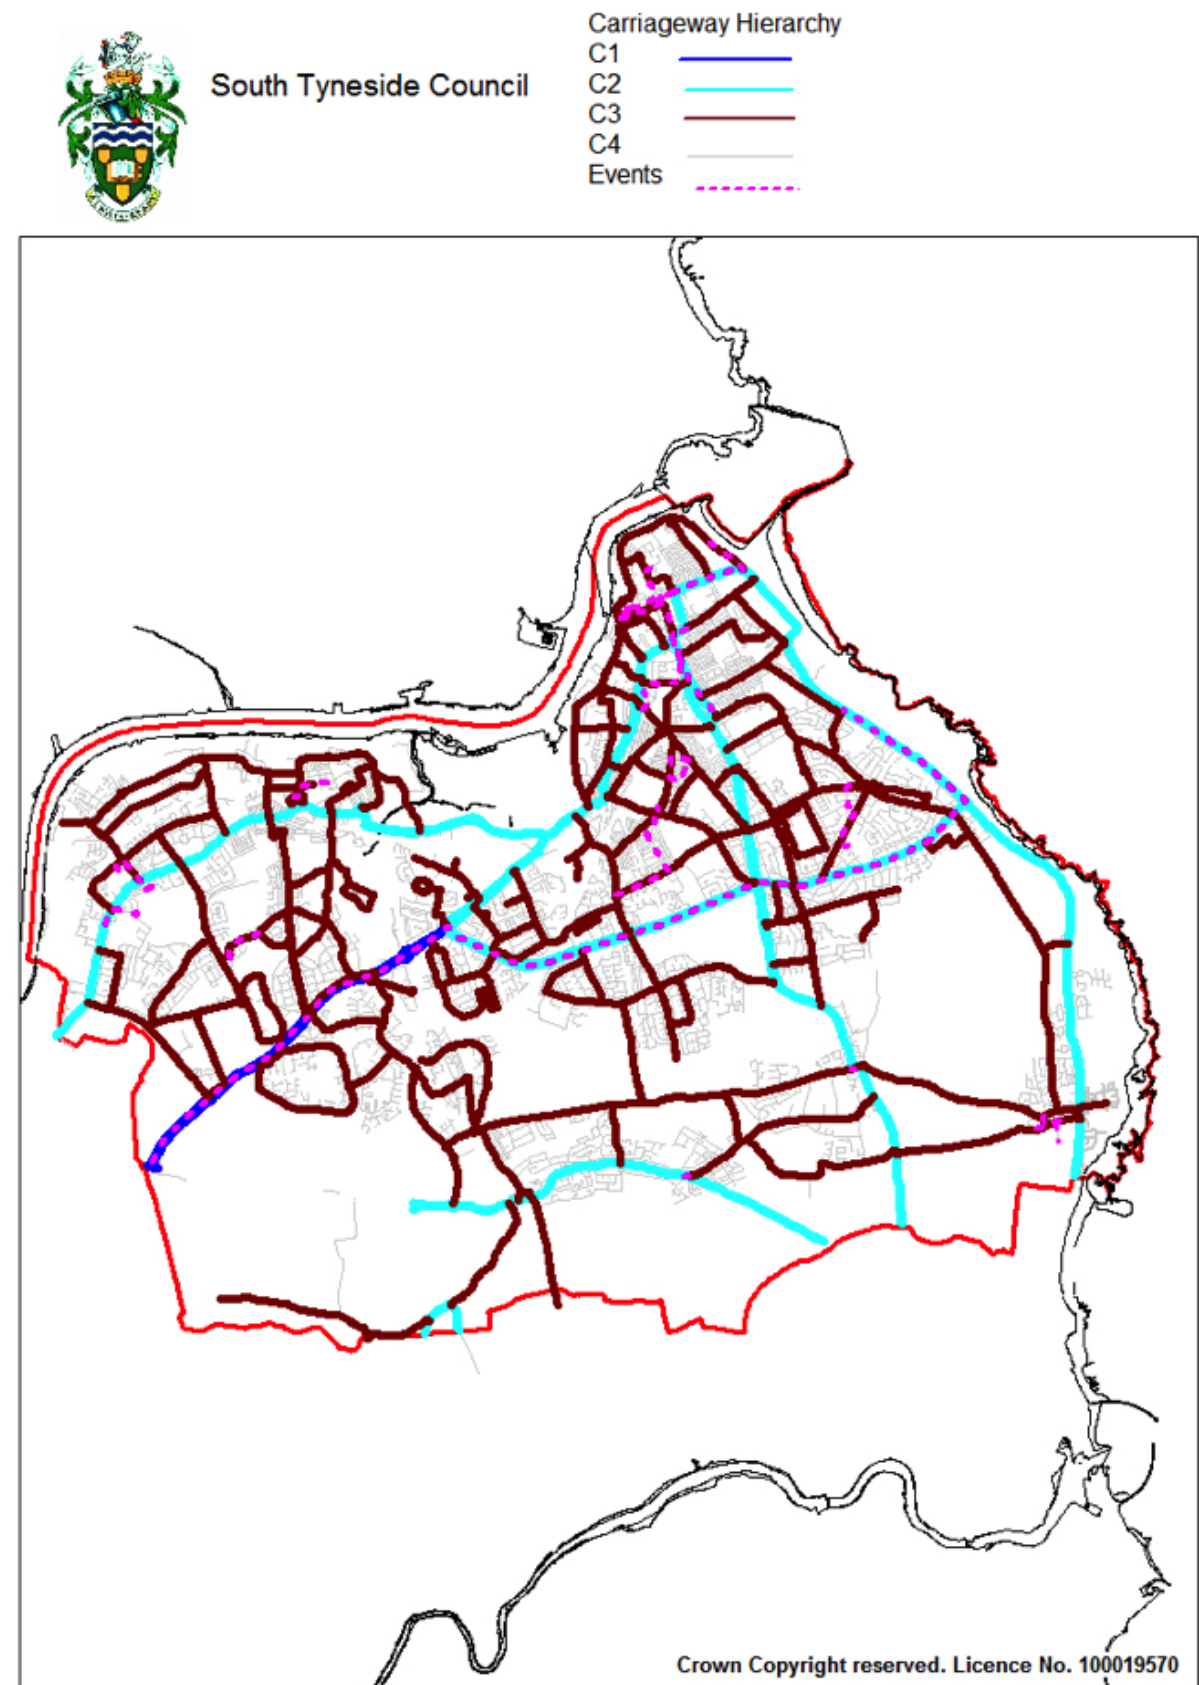 South Tyneside Council
Carriageway Hierarchy
C1
C2
C3
C4
Events
Crown Copyright reserved. Licence No. 100019570